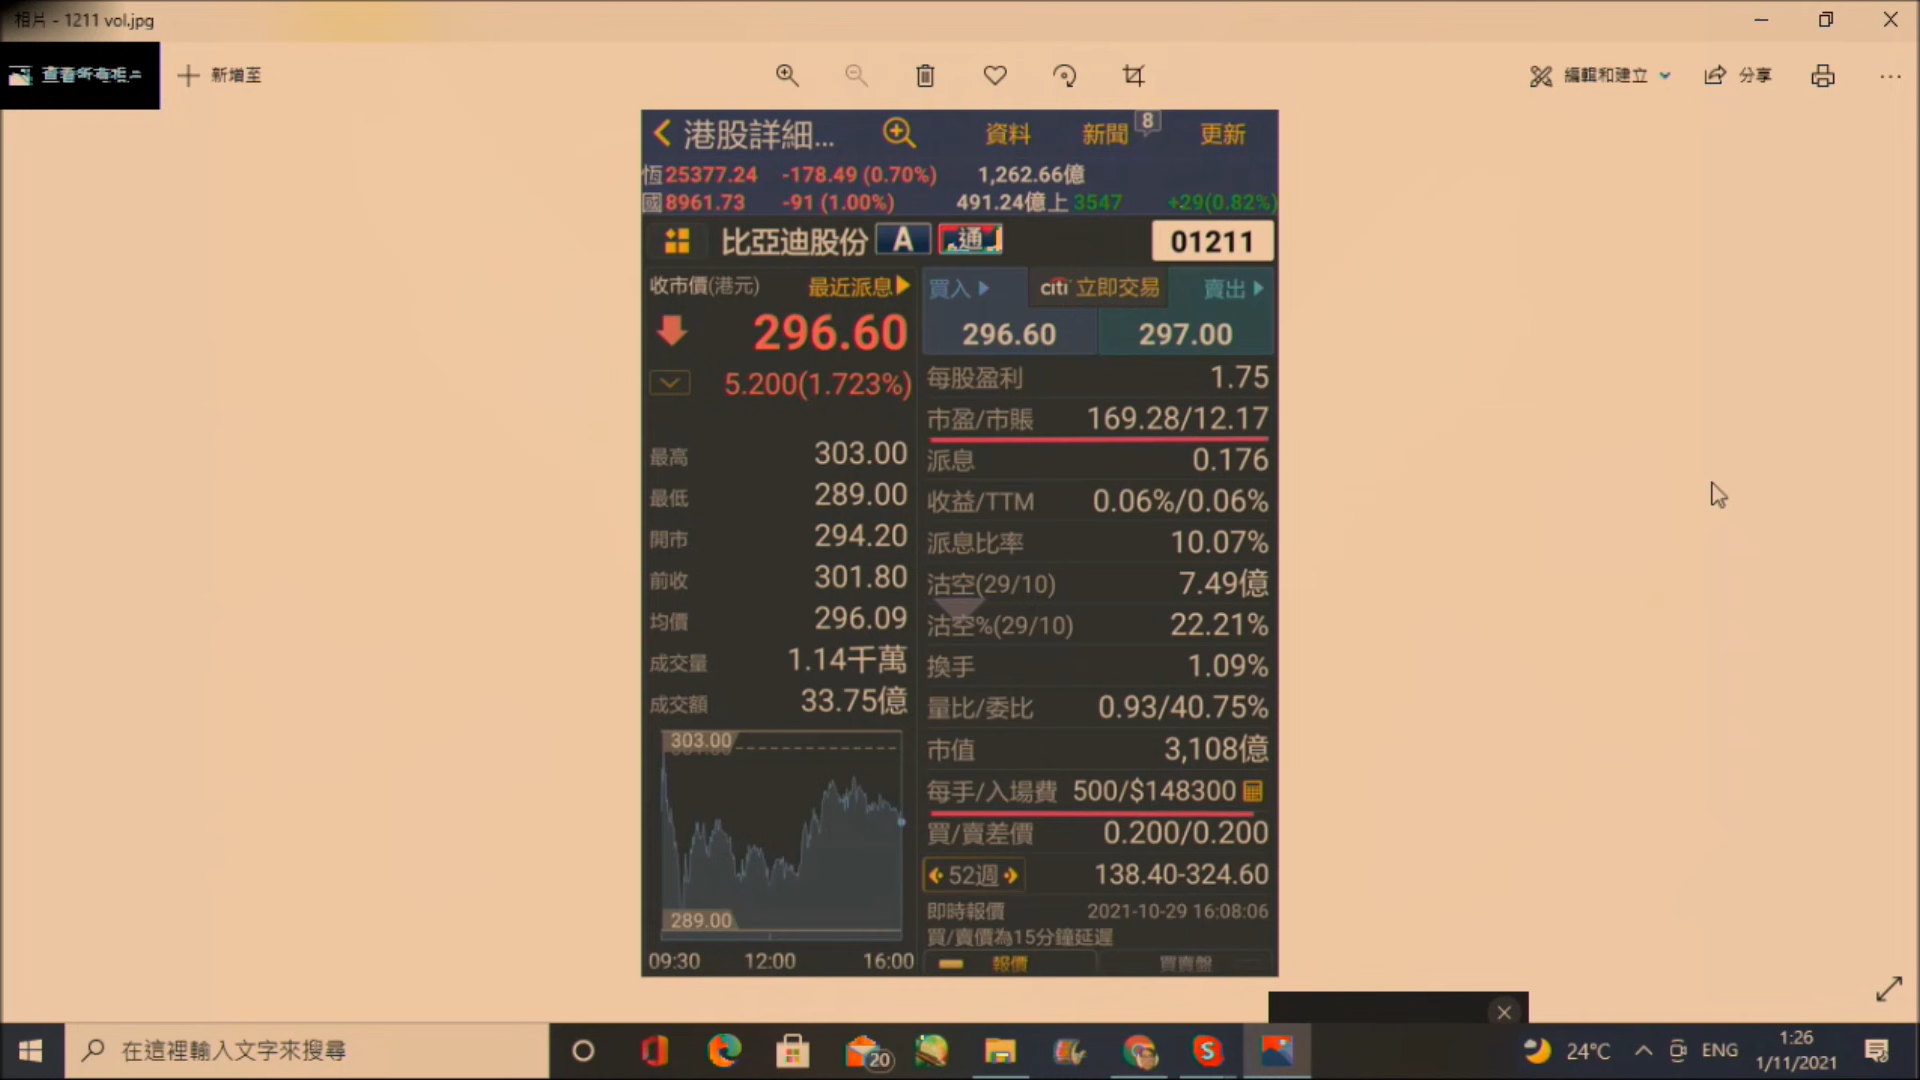 相片 - 1211 vol.jpg
新增至
編輯和建立
分享
港股詳細...
資料
新聞
8
更新
恒 25377.24 -178.49 (0.70%) 1,262.66億
國 8961.73 -91 (1.00%) 491.24億 上 3547 +29(0.82%)
比亞迪股份 A 通 01211
收市價(港元) 最近派息
296.60
5.200(1.723%)
最高 303.00
最低 289.00
開市 294.20
前收 301.80
均價 296.09
成交量 1.14千萬
成交額 33.75億
303.00
289.00
09:30 12:00 16:00
買入 citi 立即交易 賣出
296.60 297.00
每股盈利 1.75
市盈/市賬 169.28/12.17
派息 0.176
收益/TTM 0.06%/0.06%
派息比率 10.07%
沽空(29/10) 7.49億
沽空%(29/10) 22.21%
換手 1.09%
量比/委比 0.93/40.75%
市值 3,108億
每手/入場費 500/$148300
買/賣差價 0.200/0.200
52週 138.40-324.60
即時報價 2021-10-29 16:08:06
買/賣價為15分鐘延遲
報價 買賣盤
在這裡輸入文字來搜尋
20
24°C
ENG
1:26
1/11/2021